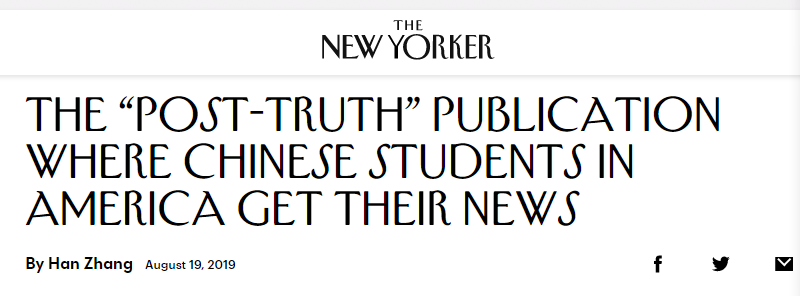 THE
NEW YORKER
THE “POST-TRUTH” PUBLICATION
WHERE CHINESE STUDENTS IN
AMERICA GET THEIR NEWS
By Han Zhang August 19, 2019